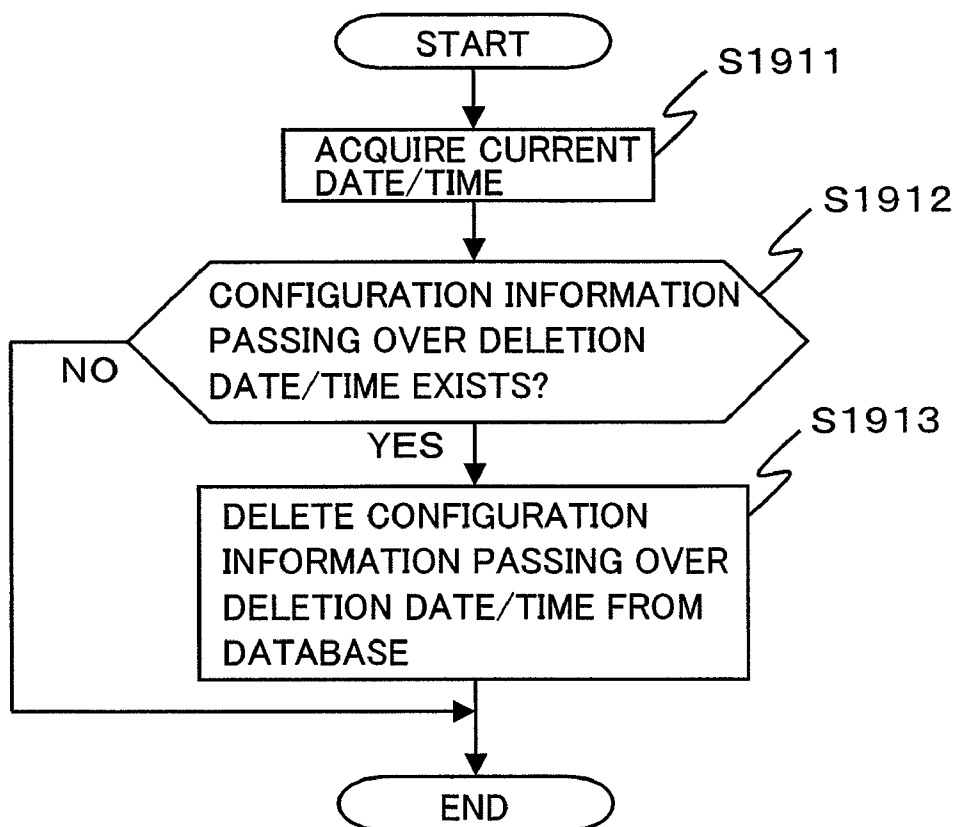 START
S1911
ACQUIRE CURRENT
DATE/TIME
S1912
CONFIGURATION INFORMATION
PASSING OVER DELETION
DATE/TIME EXISTS?
NO
YES
S1913
DELETE CONFIGURATION
INFORMATION PASSING OVER
DELETION DATE/TIME FROM
DATABASE
END